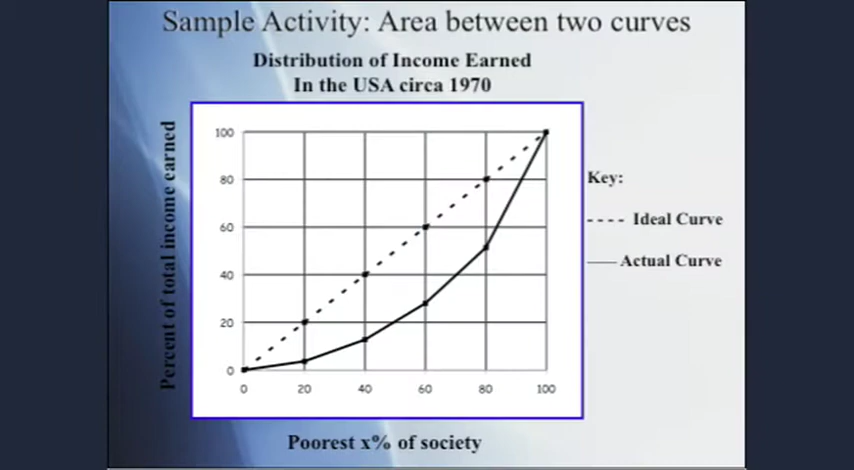 Sample Activity: Area between two curves
Distribution of Income Earned
In the USA circa 1970
Percent of total income earned
100
80
60
40
20
0
0 20 40 60 80 100
Poorest x% of society
Key:
---- Ideal Curve
Actual Curve